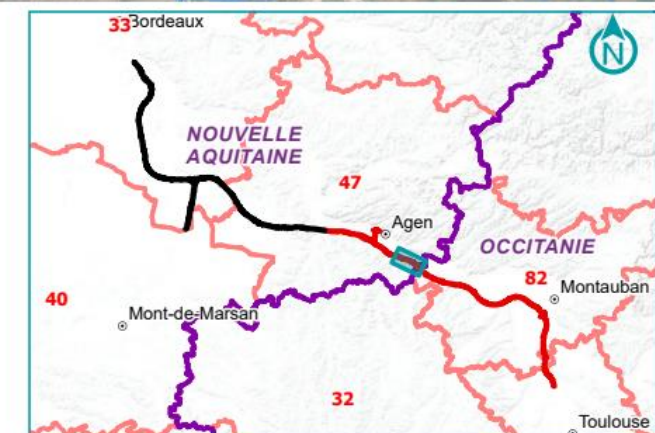 33 Bordeaux
N
NOUVELLE
AQUITAINE
47
Agen
OCCITANIE
82
Montauban
40
Mont-de-Marsan
32
Toulouse